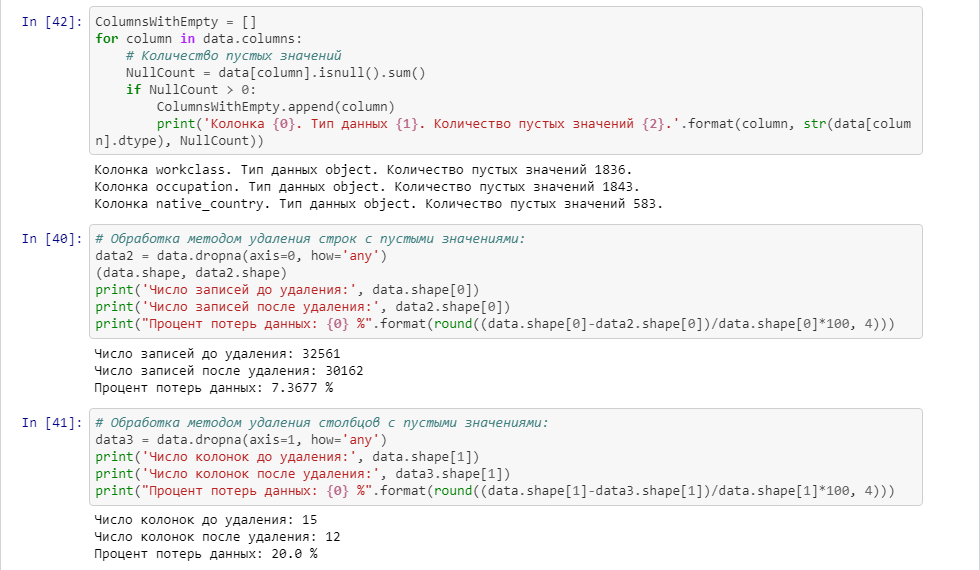 In [42]: ColumnsWithEmpty = []
for column in data.columns:
    # Количество пустых значений
    NullCount = data[column].isnull().sum()
    if NullCount > 0:
        ColumnsWithEmpty.append(column)
        print('Колонка {0}. Тип данных {1}. Количество пустых значений {2}.'.format(column, str(data[colum
n].dtype), NullCount))
Колонка workclass. Тип данных object. Количество пустых значений 1836.
Колонка occupation. Тип данных object. Количество пустых значений 1843.
Колонка native_country. Тип данных object. Количество пустых значений 583.
In [40]: # Обработка методом удаления строк с пустыми значениями:
data2 = data.dropna(axis=0, how='any')
(data.shape, data2.shape)
print('Число записей до удаления:', data.shape[0])
print('Число записей после удаления:', data2.shape[0])
print("Процент потерь данных: {0} %".format(round((data.shape[0]-data2.shape[0])/data.shape[0]*100, 4)))
Число записей до удаления: 32561
Число записей после удаления: 30162
Процент потерь данных: 7.3677 %
In [41]: # Обработка методом удаления столбцов с пустыми значениями:
data3 = data.dropna(axis=1, how='any')
print('Число колонок до удаления:', data.shape[1])
print('Число колонок после удаления:', data3.shape[1])
print("Процент потерь данных: {0} %".format(round((data.shape[1]-data3.shape[1])/data.shape[1]*100, 4)))
Число колонок до удаления: 15
Число колонок после удаления: 12
Процент потерь данных: 20.0 %